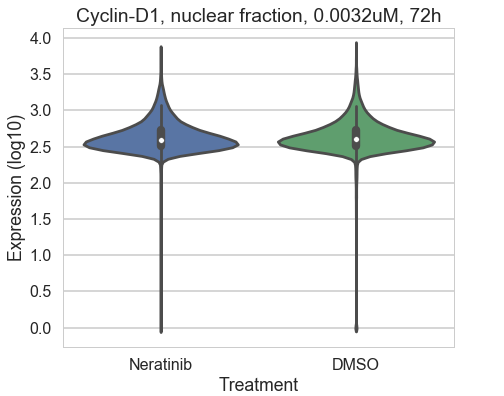 Cyclin-D1, nuclear fraction, 0.0032uM, 72h
4.0
3.5
3.0
2.5
2.0
1.5
1.0
0.5
0.0
Expression (log10)
Neratinib DMSO
Treatment